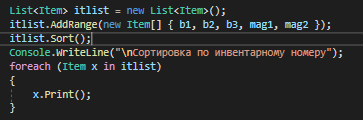 List<Item> itlist = new List<Item>();
itlist.AddRange(new Item[] { b1, b2, b3, mag1, mag2 });
itlist.Sort();
Console.WriteLine("\nСортировка по инвентарному номеру");
foreach (Item x in itlist)
{
x.Print();
}